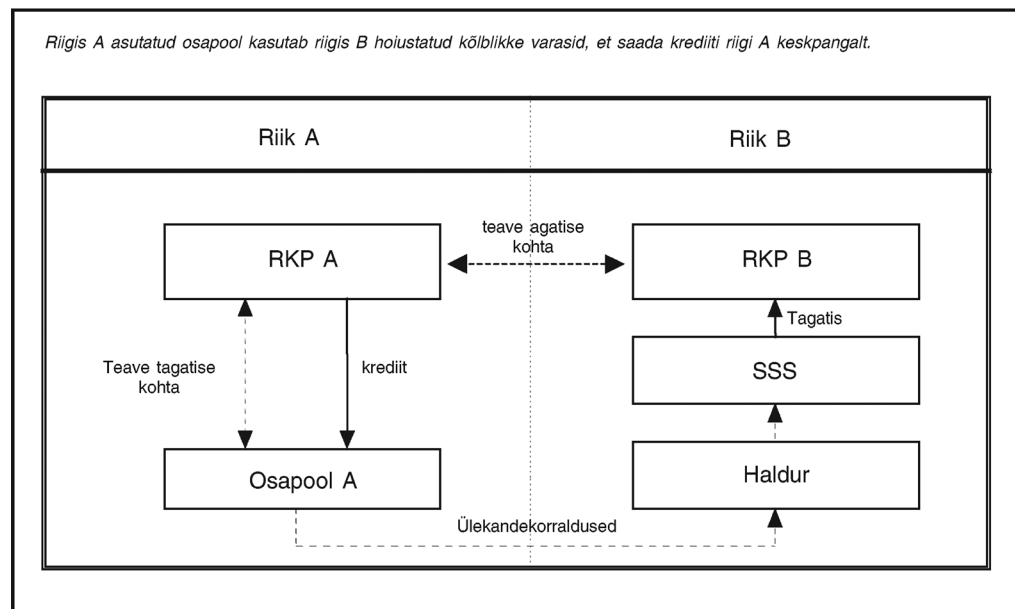 Riigis A asutatud osapool kasutab riigis B hoiustatud kõlblikke varasid, et saada krediiti riigi A keskpangalt.
Riik A
Riik B
teave agatise
kohta
RKP A
RKP B
Tagatis
Teave tagatise
kohta
krediit
SSS
Osapool A
Haldur
Ülekandekorraldused